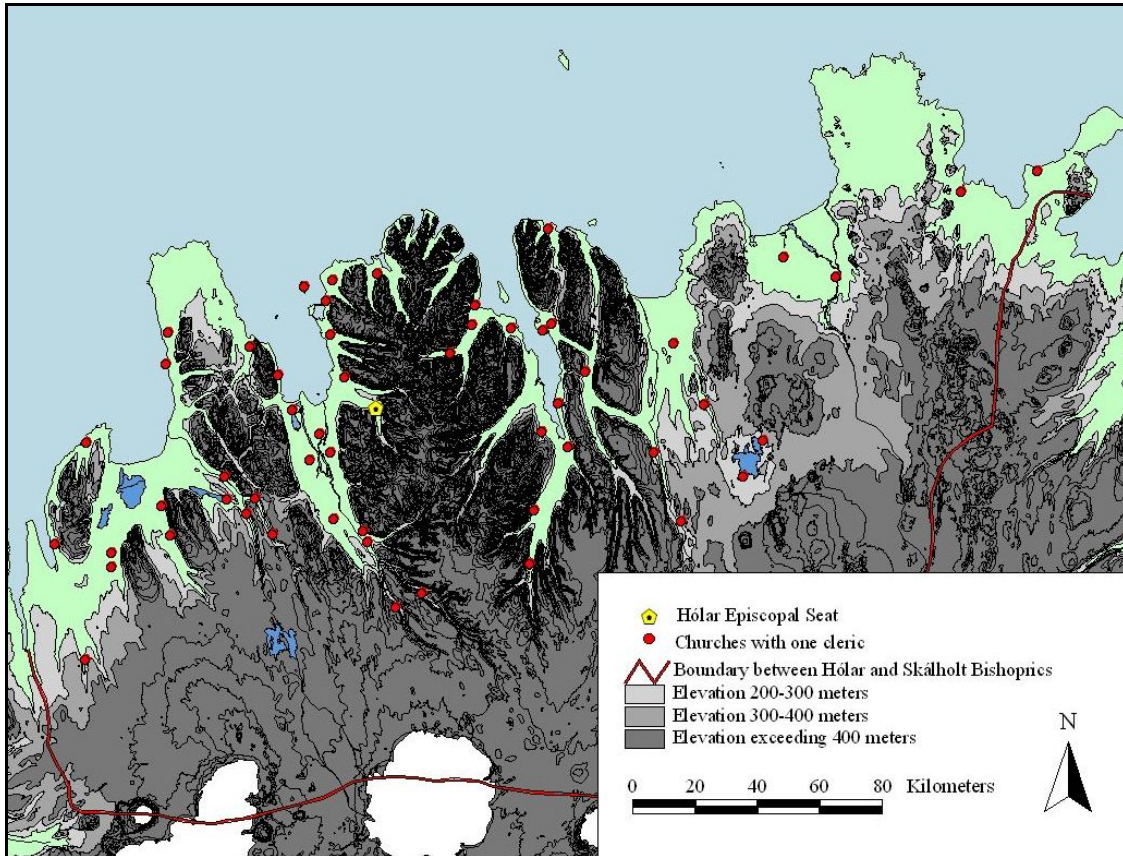 Hólar Episcopal Seat
Churches with one cleric
Boundary between Hólar and Skálholt Bishoprics
Elevation 200-300 meters
Elevation 300-400 meters
Elevation exceeding 400 meters
N
0 20 40 60 80 Kilometers